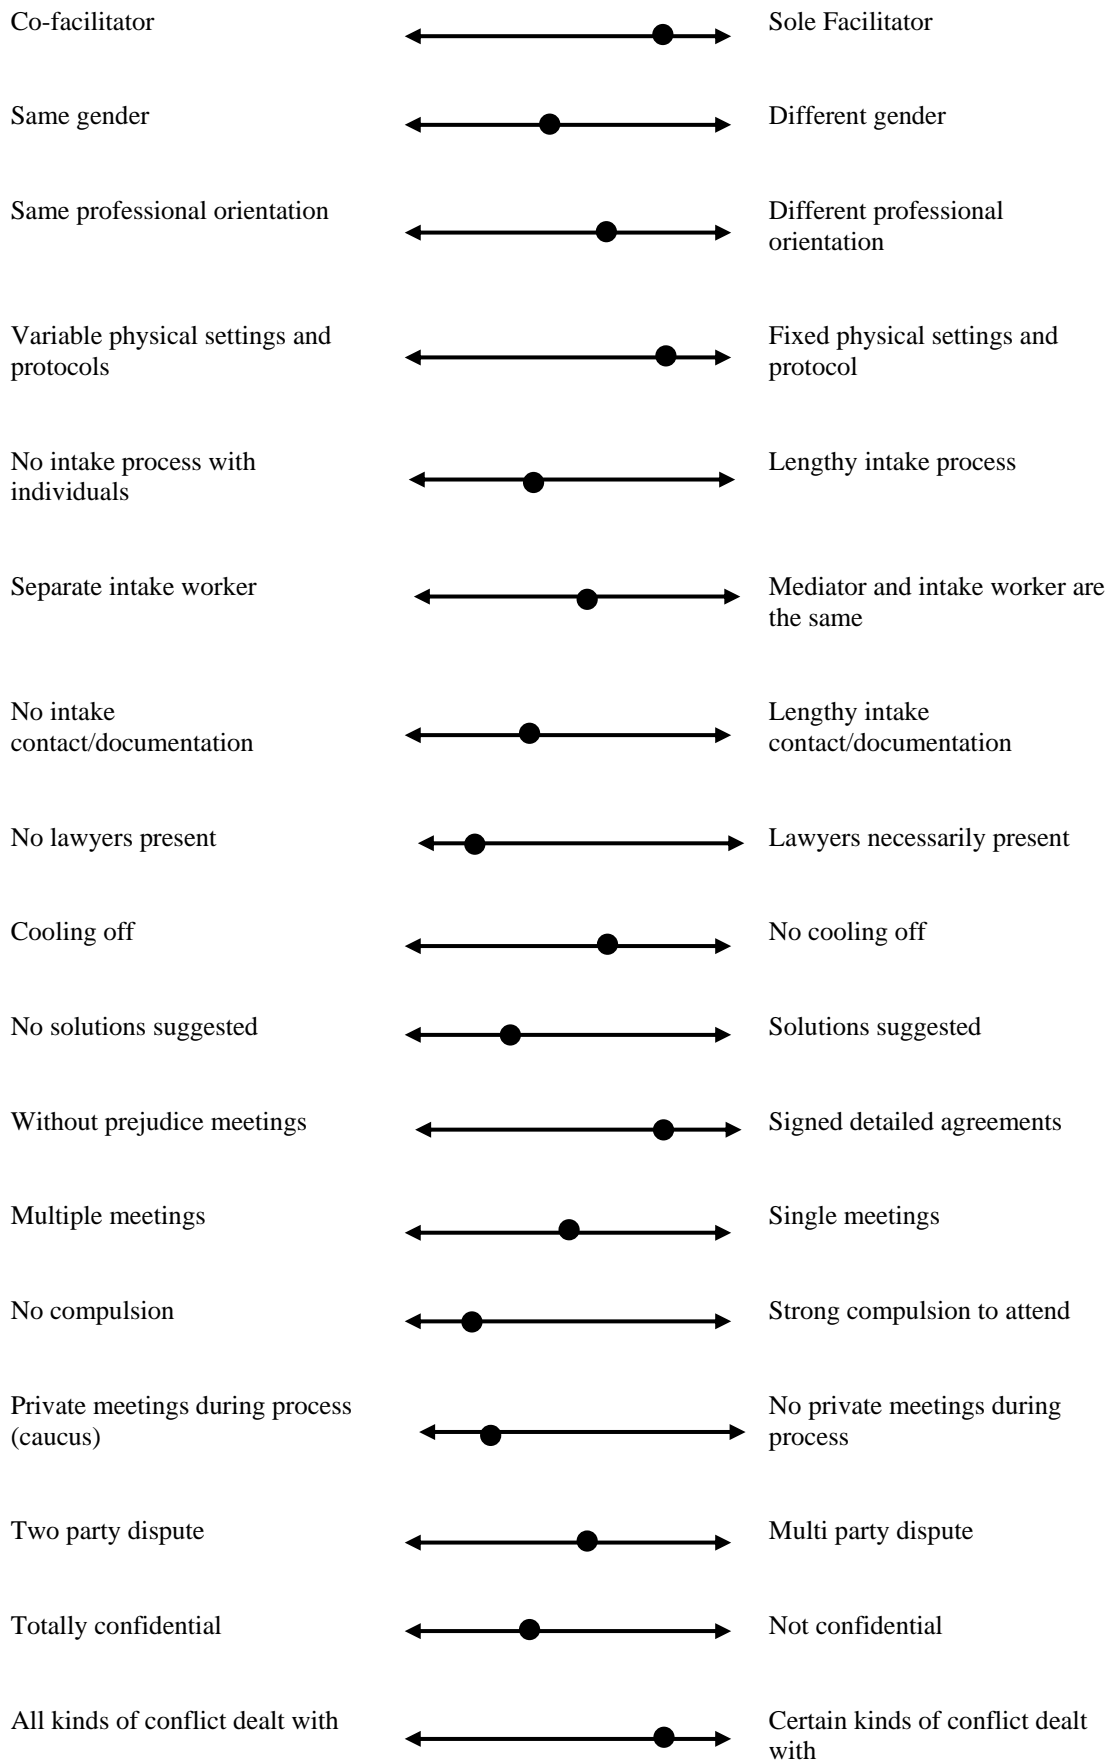 Co-facilitator
Sole Facilitator
Same gender
Different gender
Same professional orientation
Different professional
orientation
Variable physical settings and
protocols
Fixed physical settings and
protocol
No intake process with
individuals
Lengthy intake process
Separate intake worker
Mediator and intake worker are
the same
No intake
contact/documentation
Lengthy intake
contact/documentation
No lawyers present
Lawyers necessarily present
Cooling off
No cooling off
No solutions suggested
Solutions suggested
Without prejudice meetings
Signed detailed agreements
Multiple meetings
Single meetings
No compulsion
Strong compulsion to attend
Private meetings during process
(caucus)
No private meetings during
process
Two party dispute
Multi party dispute
Totally confidential
Not confidential
All kinds of conflict dealt with
Certain kinds of conflict dealt
with